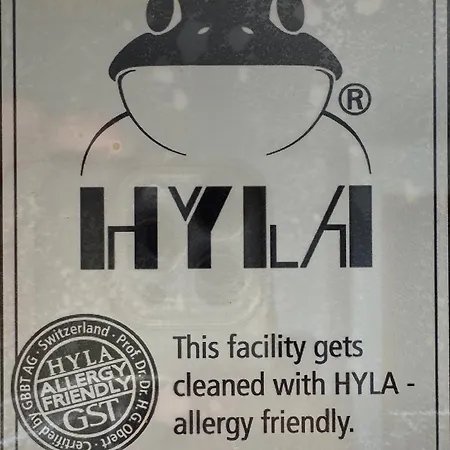 ®
HYLA
This facility gets
cleaned with HYLA -
allergy friendly.
Certified by GBBT AG · Switzerland · Prof. Dr. Dr. H.G Obert ·
HYLA
ALLERGY
FRIENDLY
GST